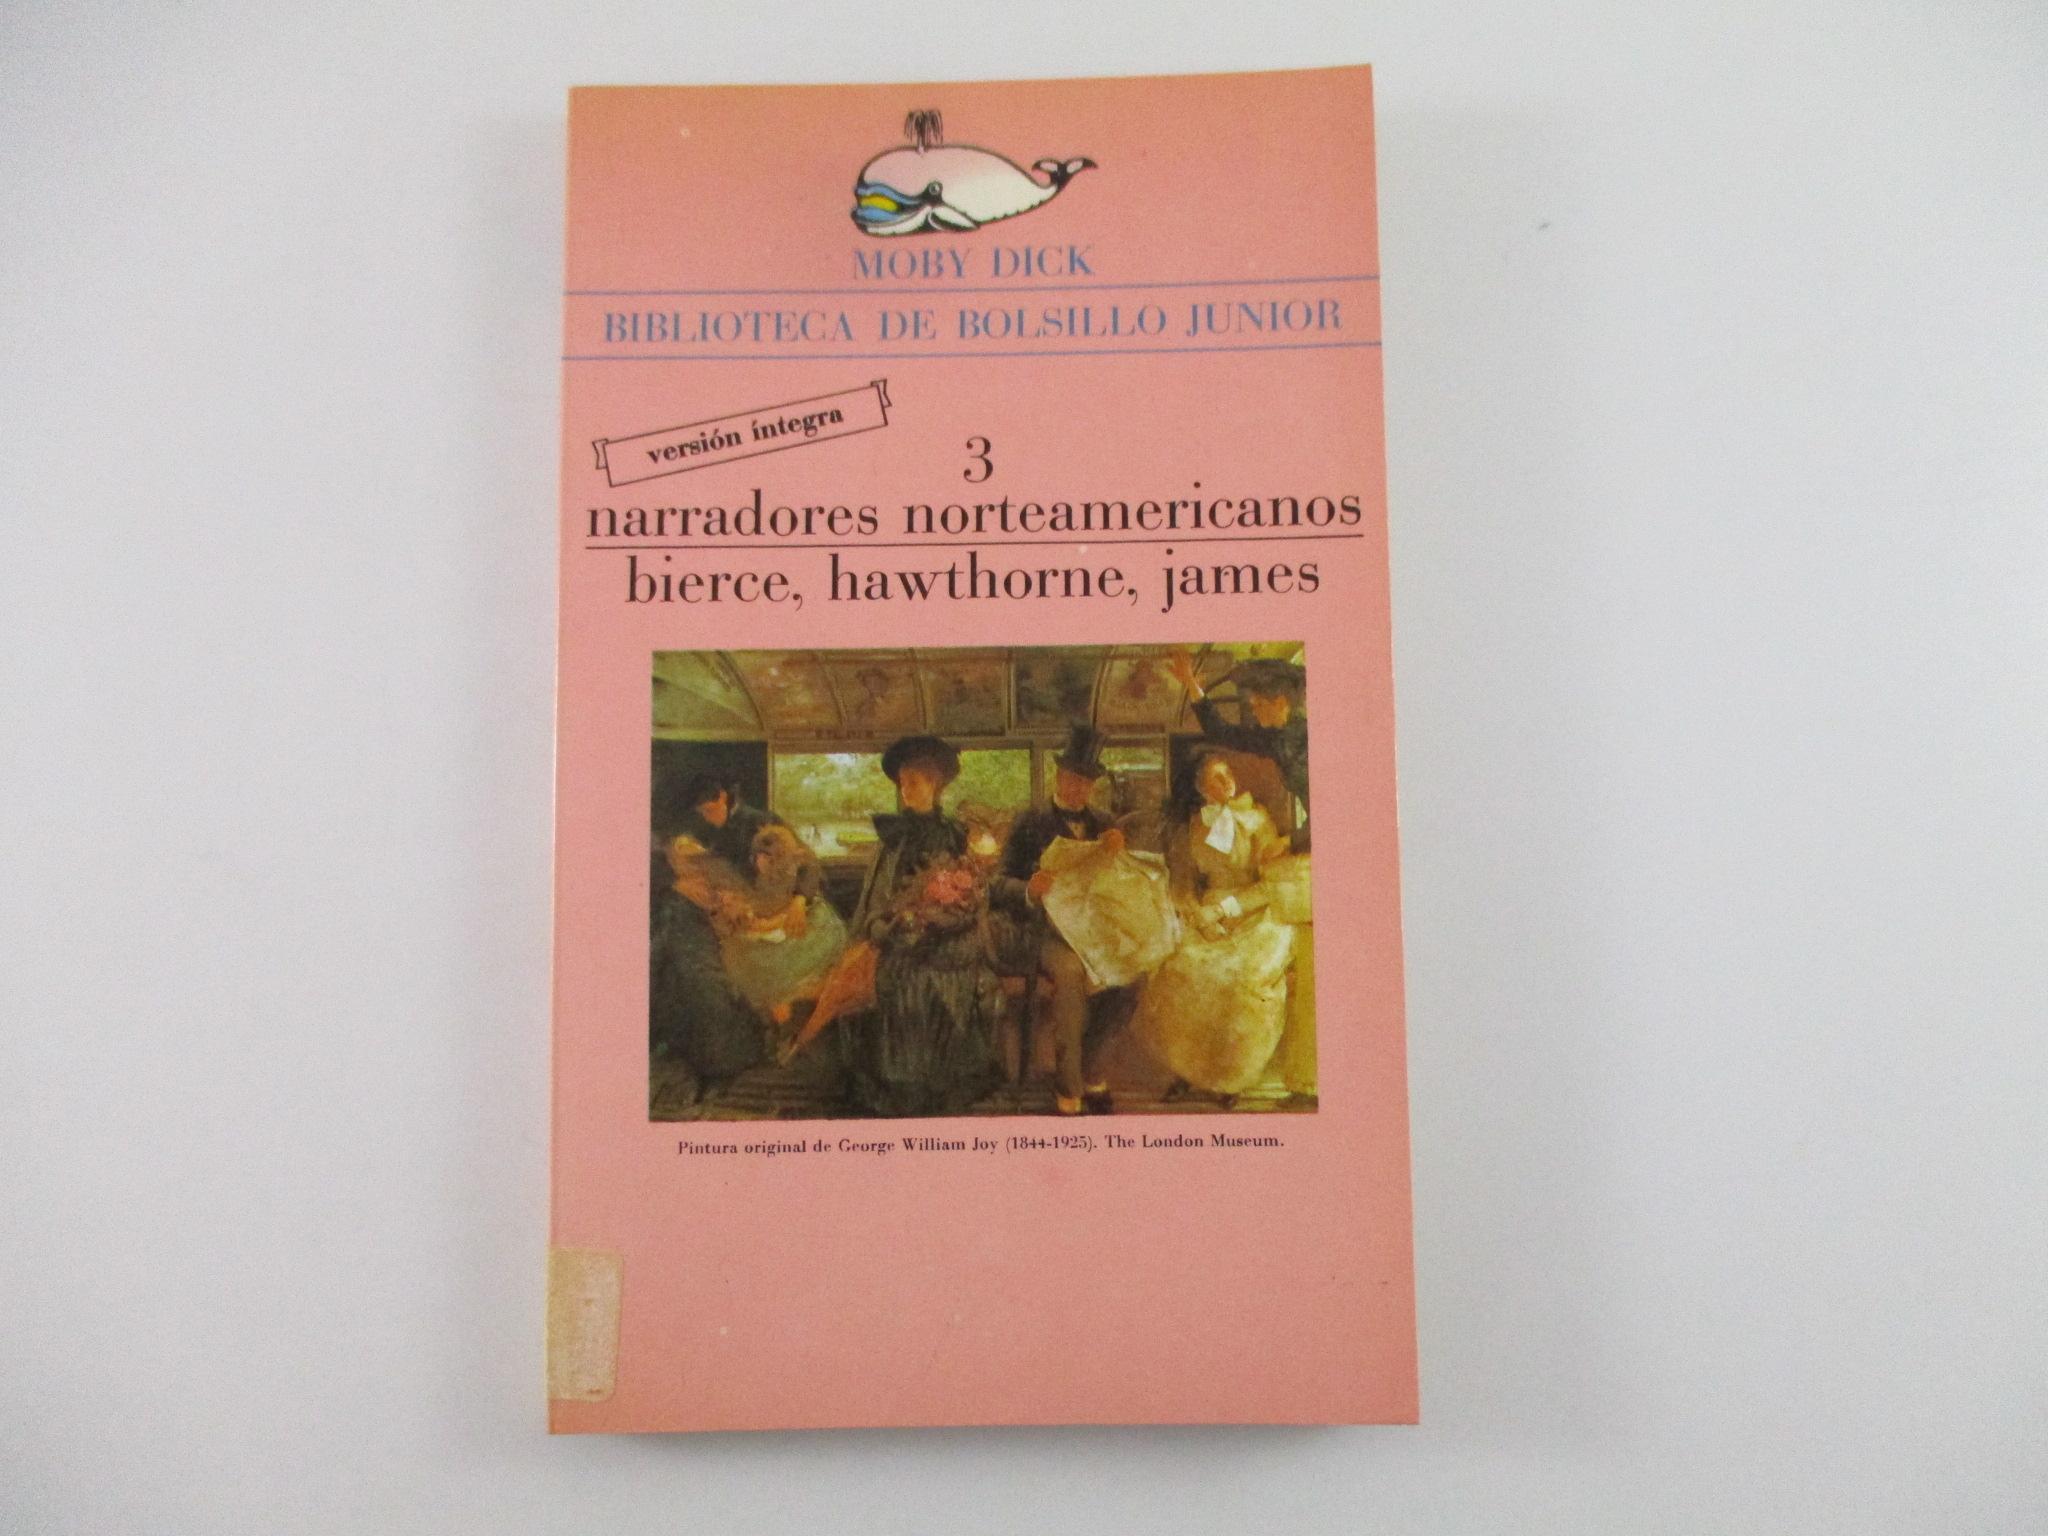 MOBY DICK
BIBLIOTECA DE BOLSILLO JUNIOR
versión íntegra
3
narradores norteamericanos
bierce, hawthorne, james
Pintura original de George William Joy (1844-1925). The London Museum.